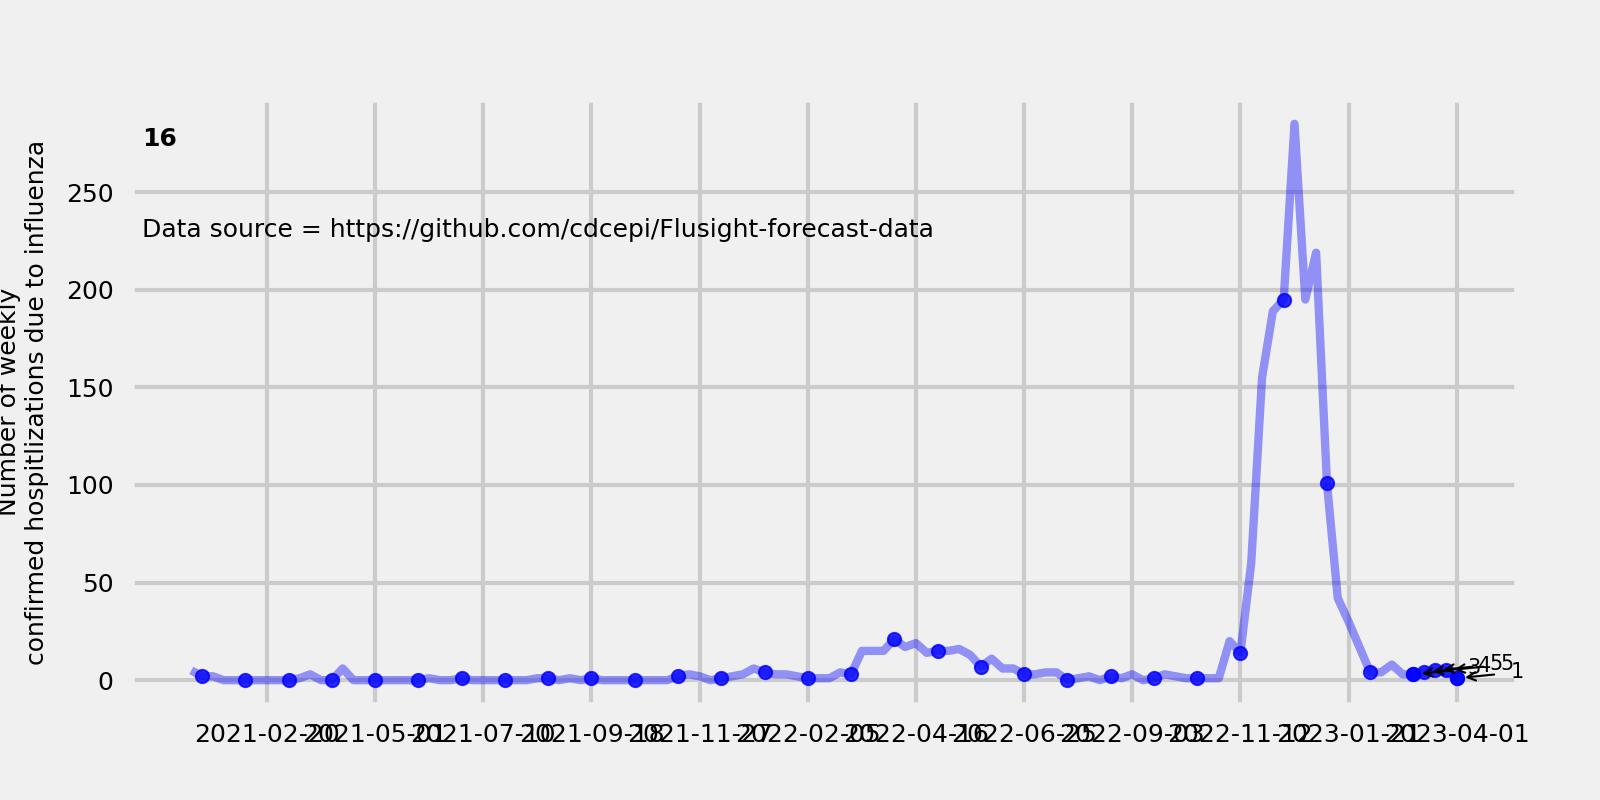 16
Data source = https://github.com/cdcepi/Flusight-forecast-data
Number of weekly
confirmed hospitlizations due to influenza
250
200
150
100
50
0
3455
1
2021-02-20 2021-05-01 2021-07-10 2021-09-18 2021-11-27 2022-02-05 2022-04-16 2022-06-25 2022-09-03 2022-11-12 2023-01-21 2023-04-01